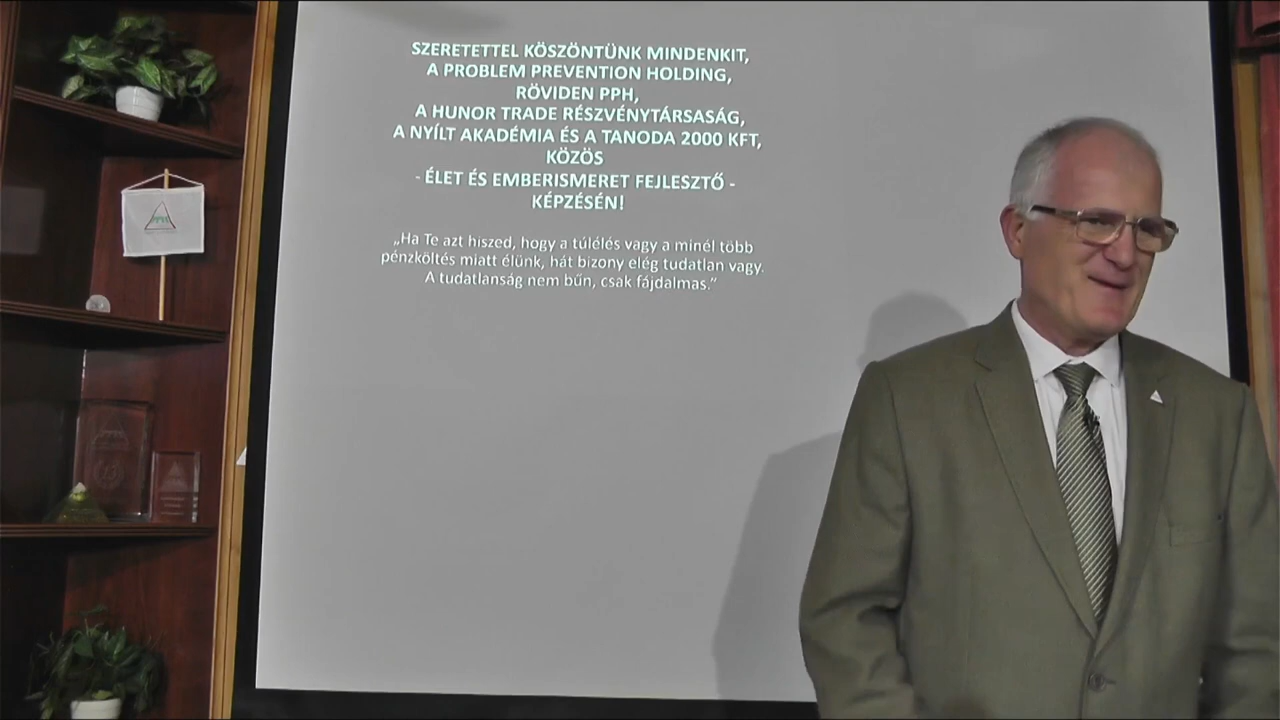 SZERETETTEL KÖSZÖNTÜNK MINDENKIT,
A PROBLEM PREVENTION HOLDING,
RÖVIDEN PPH,
A HUNOR TRADE RÉSZVÉNYTÁRSASÁG,
A NYÍLT AKADÉMIA ÉS A TANODA 2000 KFT,
KÖZÖS
- ÉLET ÉS EMBERISMERET FEJLESZTŐ -
KÉPZÉSÉN!
„Ha Te azt hiszed, hogy a túlélés vagy a minél több
pénzköltés miatt élünk, hát bizony elég tudatlan vagy.
A tudatlanság nem bűn, csak fájdalmas.”